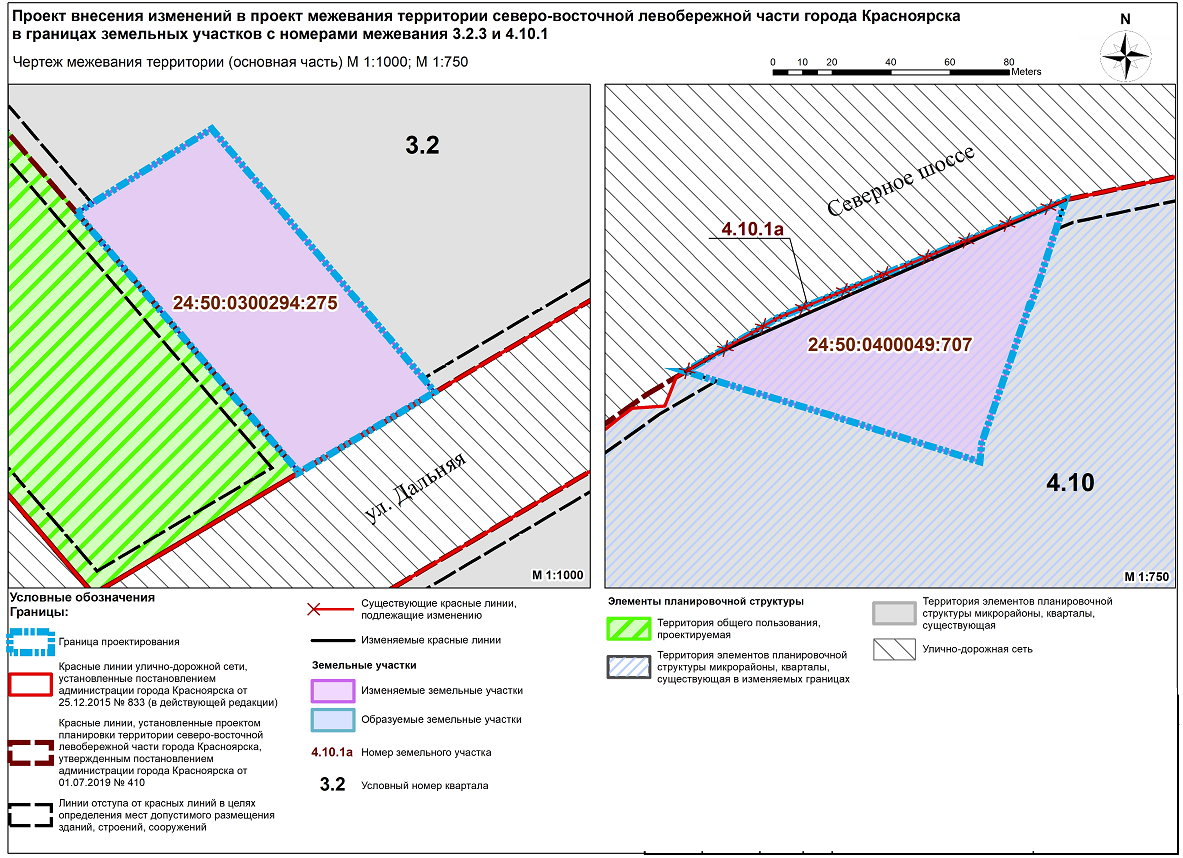 Проект внесения изменений в проект межевания территории северо-восточной левобережной части города Красноярска
в границах земельных участков с номерами межевания 3.2.3 и 4.10.1
Чертеж межевания территории (основная часть) М 1:1000; М 1:750
N
0 10 20 40 60 80
Meters
3.2
24:50:0300294:275
ул. Дальняя
М 1:1000
Северное шоссе
4.10.1а
24:50:0400049:707
4.10
М 1:750
Условные обозначения
Границы:
Граница проектирования
Красные линии улично-дорожной сети,
установленные постановлением
администрации города Красноярска от
25.12.2015 № 833 (в действующей редакции)
Красные линии, установленные проектом
планировки территории северо-восточной
левобережной части города Красноярска,
утвержденным постановлением
администрации города Красноярска от
01.07.2019 № 410
Линии отступа от красных линий в целях
определения мест допустимого размещения
зданий, строений, сооружений
Существующие красные линии,
подлежащие изменению
Изменяемые красные линии
Земельные участки
Изменяемые земельные участки
Образуемые земельные участки
4.10.1а Номер земельного участка
3.2 Условный номер квартала
Элементы планировочной структуры
Территория общего пользования,
проектируемая
Территория элементов планировочной
структуры микрорайоны, кварталы,
существующая в изменяемых границах
Территория элементов планировочной
структуры микрорайоны, кварталы,
существующая
Улично-дорожная сеть